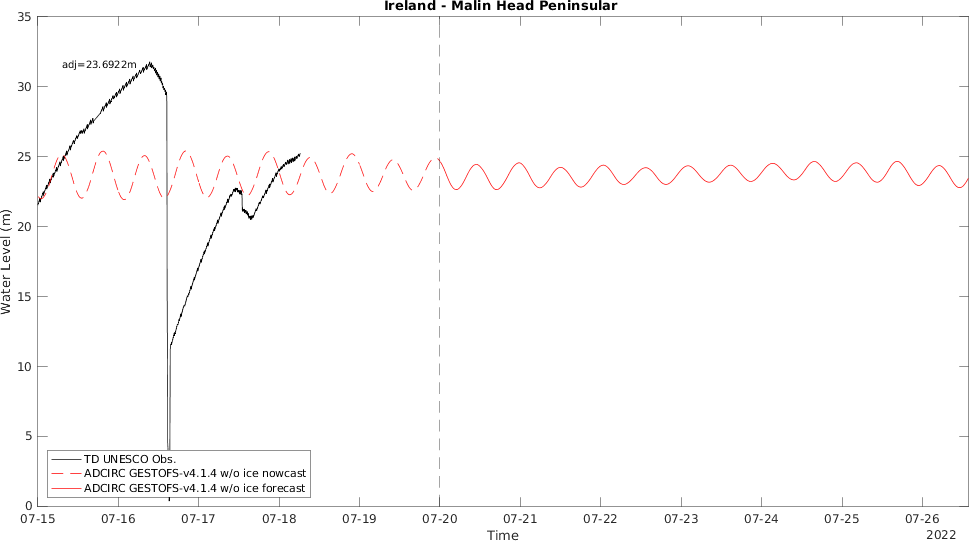 Ireland - Malin Head Peninsular
adj=23.6922m
Water Level (m)
35
30
25
20
15
10
5
0
TD UNESCO Obs.
ADCIRC GESTOFS-v4.1.4 w/o ice nowcast
ADCIRC GESTOFS-v4.1.4 w/o ice forecast
07-15 07-16 07-17 07-18 07-19 07-20 07-21 07-22 07-23 07-24 07-25 07-26
Time
2022